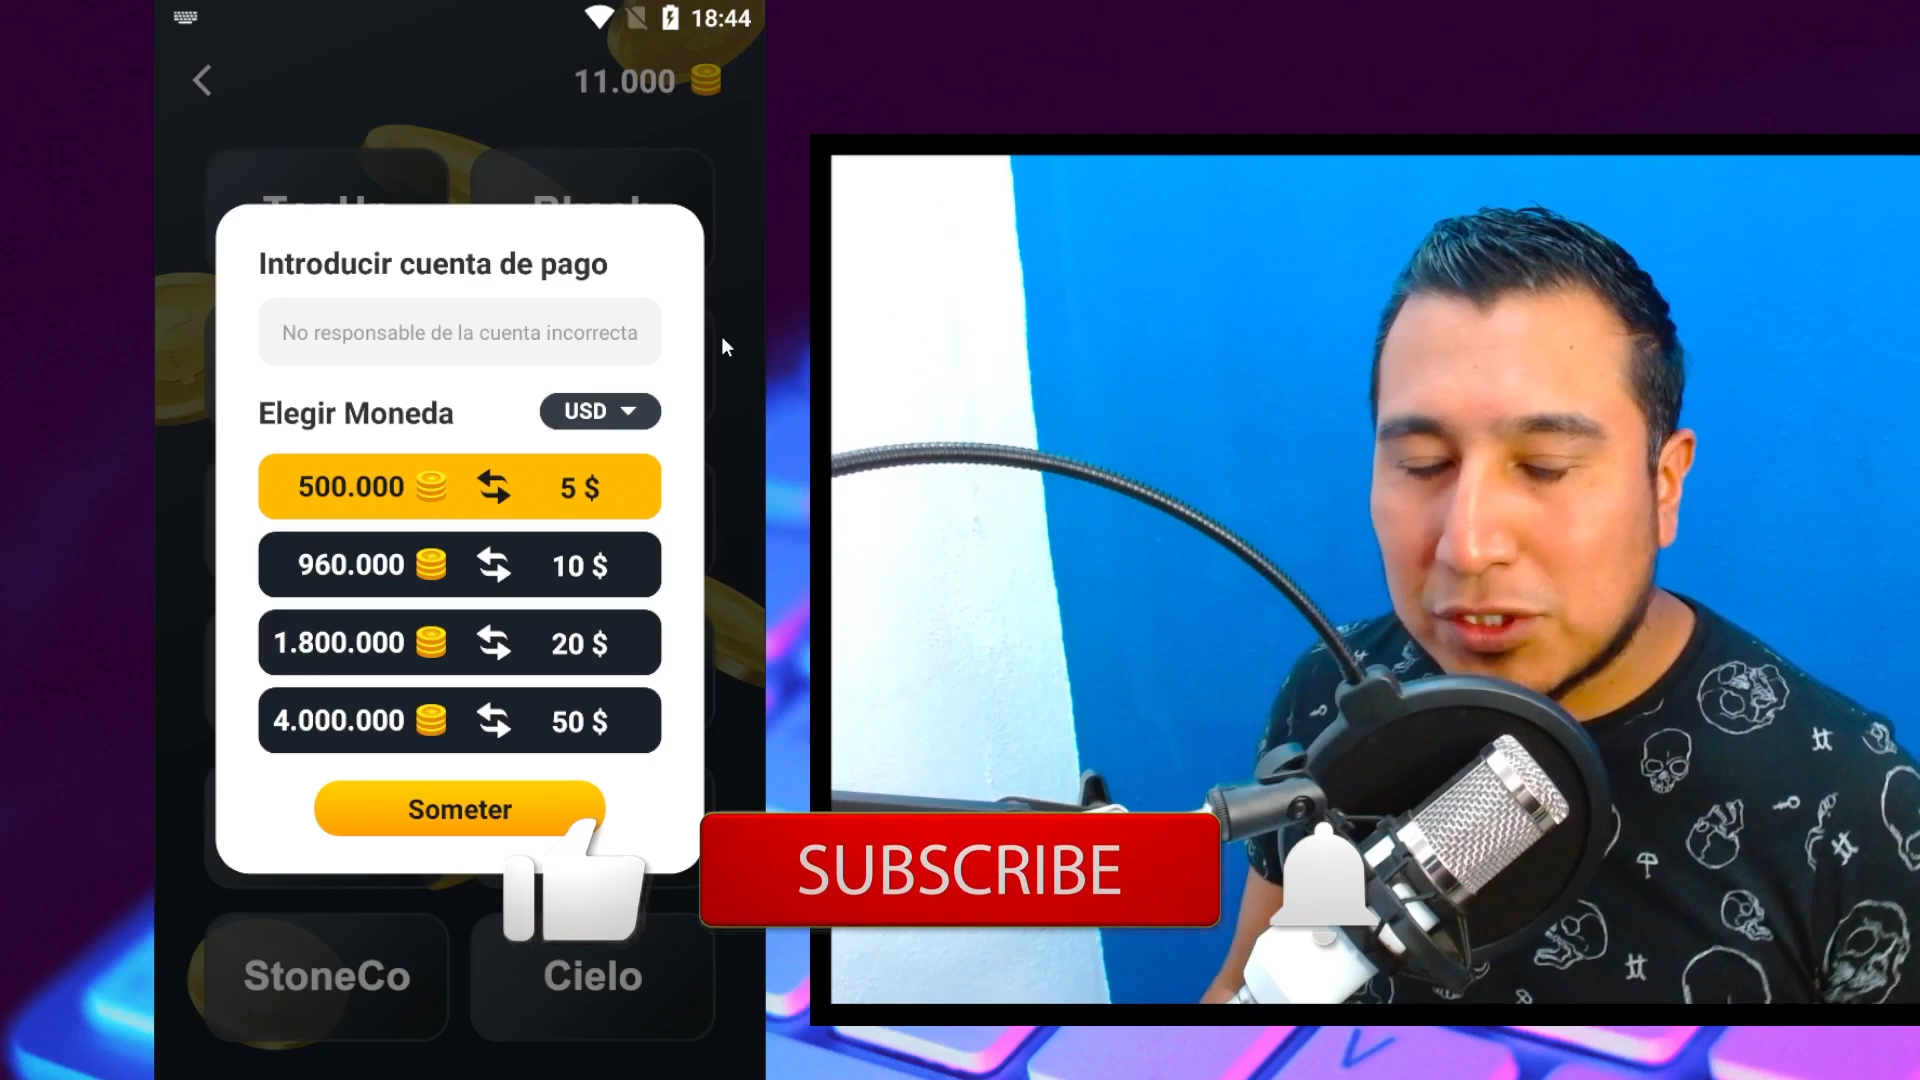 18:44
11.000
Introducir cuenta de pago
No responsable de la cuenta incorrecta
Elegir Moneda USD
500.000 5 $
960.000 10 $
1.800.000 20 $
4.000.000 50 $
Someter
SUBSCRIBE
StoneCo Cielo